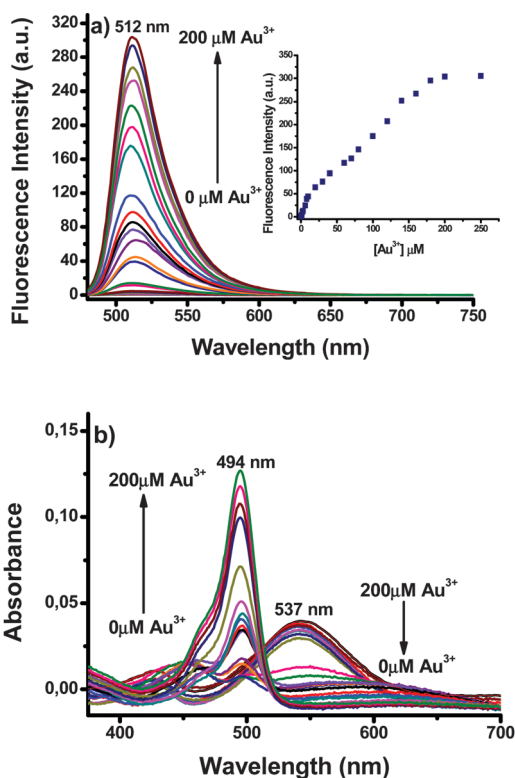 a)
512 nm
200 μM Au³⁺
0 μM Au³⁺
Fluorescence Intensity (a.u.)
320
280
240
200
160
120
80
40
0
500
550
600
650
700
750
Wavelength (nm)
Fluorescence Intensity (a.u.)
350
300
250
200
150
100
50
0
0
50
100
150
200
250
[Au³⁺] μM
b)
494 nm
200μM Au³⁺
0μM Au³⁺
537 nm
200μM Au³⁺
0μM Au³⁺
Absorbance
0,15
0,10
0,05
0,00
400
500
600
700
Wavelength (nm)